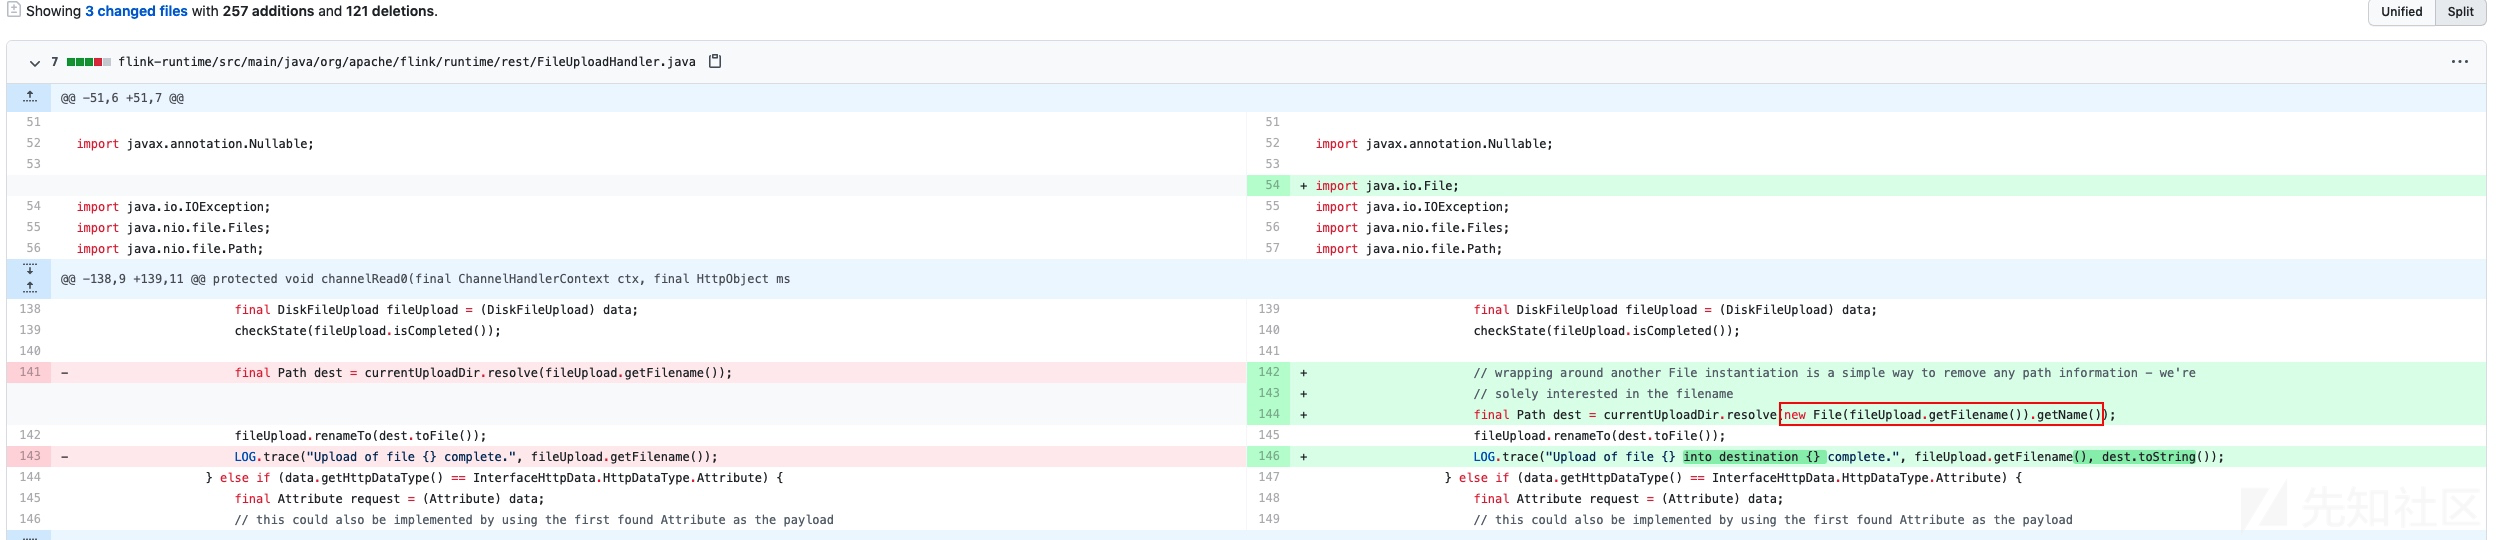 Showing 3 changed files with 257 additions and 121 deletions.
Unified Split
7 flink-runtime/src/main/java/org/apache/flink/runtime/rest/FileUploadHandler.java
@@ -51,6 +51,7 @@
51 51
52 import javax.annotation.Nullable; 52 import javax.annotation.Nullable;
53 53
54 + import java.io.File;
54 import java.io.IOException; 55 import java.io.IOException;
55 import java.nio.file.Files; 56 import java.nio.file.Files;
56 import java.nio.file.Path; 57 import java.nio.file.Path;
@@ -138,9 +139,11 @@ protected void channelRead0(final ChannelHandlerContext ctx, final HttpObject ms
138 final DiskFileUpload fileUpload = (DiskFileUpload) data; 139 final DiskFileUpload fileUpload = (DiskFileUpload) data;
139 checkState(fileUpload.isCompleted()); 140 checkState(fileUpload.isCompleted());
140 141
141 - final Path dest = currentUploadDir.resolve(fileUpload.getFilename()); 142 + // wrapping around another File instantiation is a simple way to remove any path information - we're
143 + // solely interested in the filename
144 + final Path dest = currentUploadDir.resolve(new File(fileUpload.getFilename()).getName());
142 fileUpload.renameTo(dest.toFile()); 145 fileUpload.renameTo(dest.toFile());
143 - LOG.trace("Upload of file {} complete.", fileUpload.getFilename()); 146 + LOG.trace("Upload of file {} into destination {} complete.", fileUpload.getFilename(), dest.toString());
144 } else if (data.getHttpDataType() == InterfaceHttpData.HttpDataType.Attribute) { 147 } else if (data.getHttpDataType() == InterfaceHttpData.HttpDataType.Attribute) {
145 final Attribute request = (Attribute) data; 148 final Attribute request = (Attribute) data;
146 // this could also be implemented by using the first found Attribute as the payload 149 // this could also be implemented by using the first found Attribute as the payload
先知社区